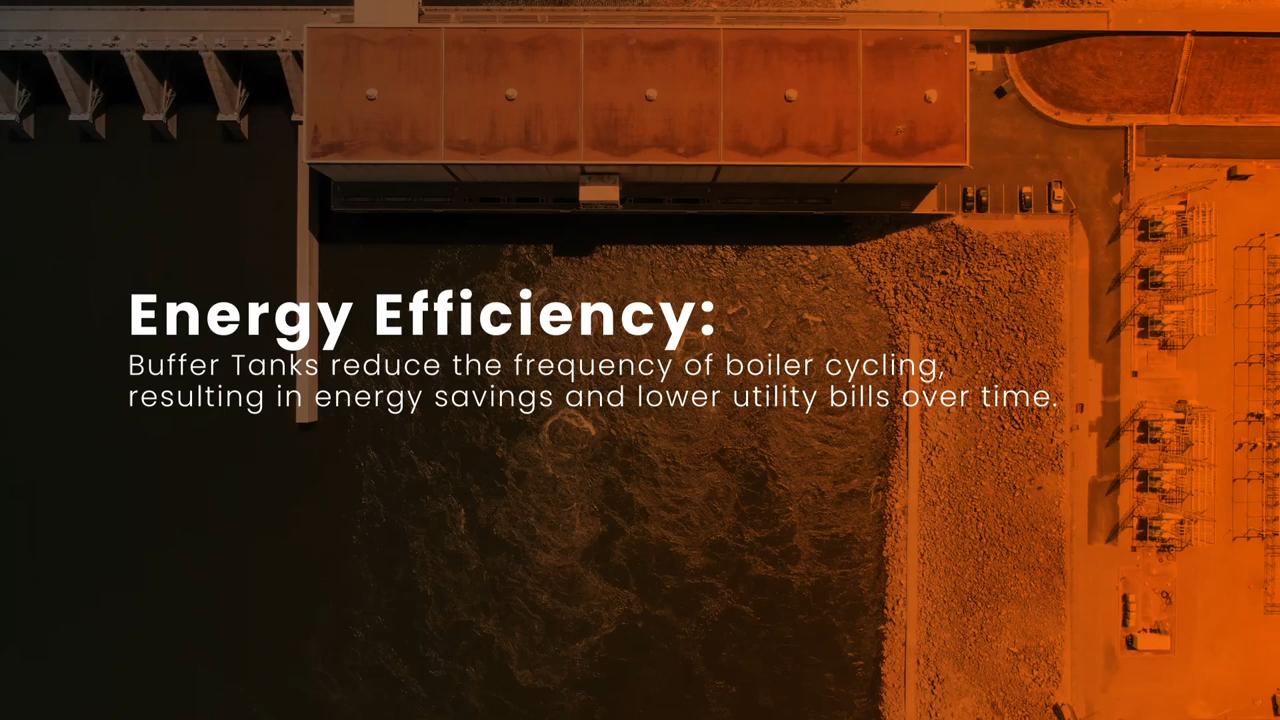 Energy Efficiency:
Buffer Tanks reduce the frequency of boiler cycling,
resulting in energy savings and lower utility bills over time.